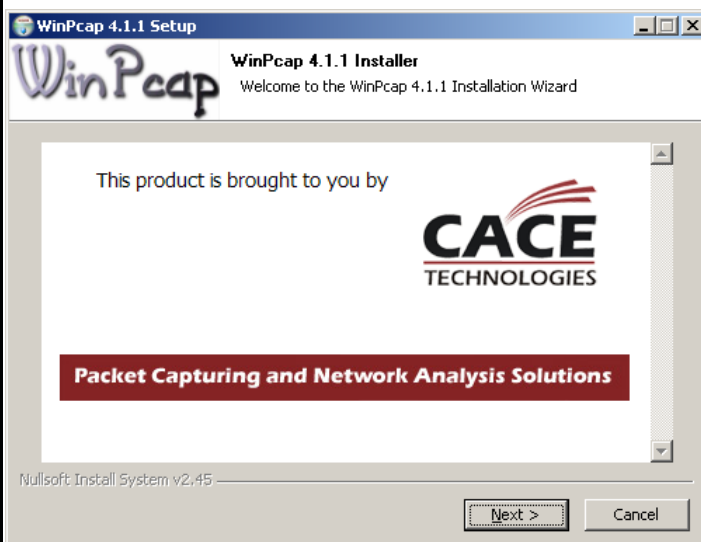 WinPcap 4.1.1 Setup
WinPcap
WinPcap 4.1.1 Installer
Welcome to the WinPcap 4.1.1 Installation Wizard
This product is brought to you by
CACE
TECHNOLOGIES
Packet Capturing and Network Analysis Solutions
Nullsoft Install System v2.45
Next >
Cancel